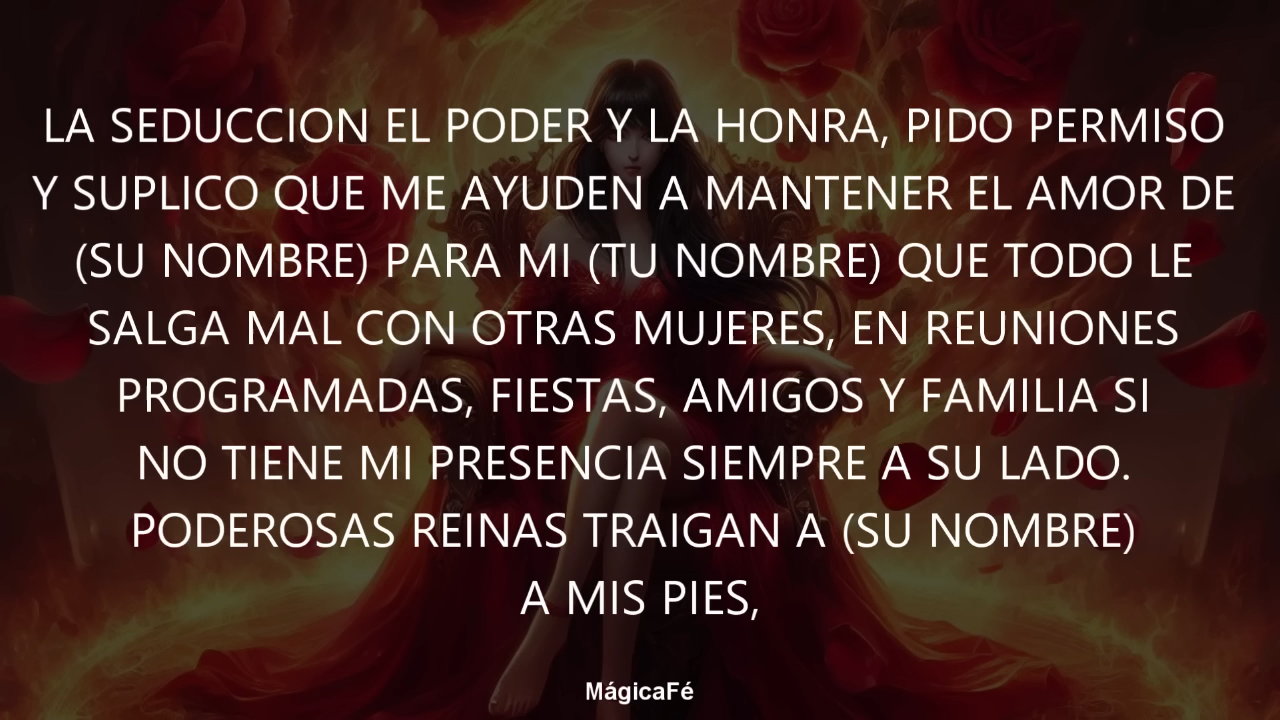 LA SEDUCCION EL PODER Y LA HONRA, PIDO PERMISO
Y SUPLICO QUE ME AYUDEN A MANTENER EL AMOR DE
(SU NOMBRE) PARA MI (TU NOMBRE) QUE TODO LE
SALGA MAL CON OTRAS MUJERES, EN REUNIONES
PROGRAMADAS, FIESTAS, AMIGOS Y FAMILIA SI
NO TIENE MI PRESENCIA SIEMPRE A SU LADO.
PODEROSAS REINAS TRAIGAN A (SU NOMBRE)
A MIS PIES,
MágicaFé